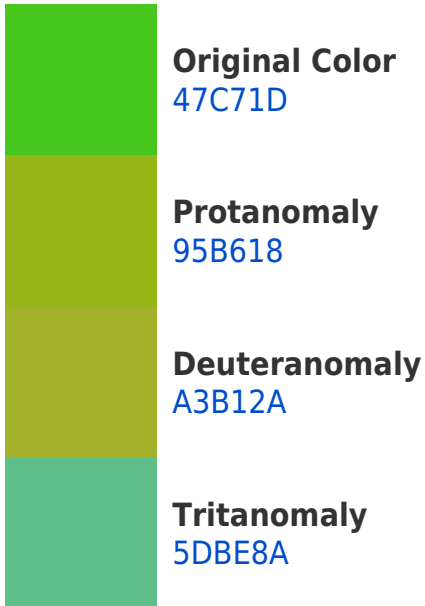 Original Color
47C71D
Protanomaly
95B618
Deuteranomaly
A3B12A
Tritanomaly
5DBE8A